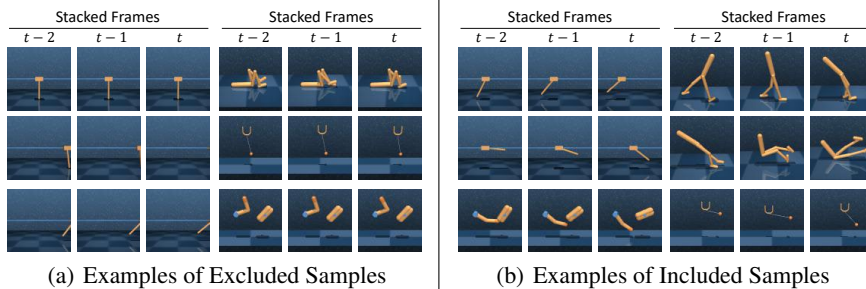 Stacked Frames Stacked Frames Stacked Frames Stacked Frames
t − 2 t − 1 t t − 2 t − 1 t t − 2 t − 1 t t − 2 t − 1 t
(a) Examples of Excluded Samples (b) Examples of Included Samples